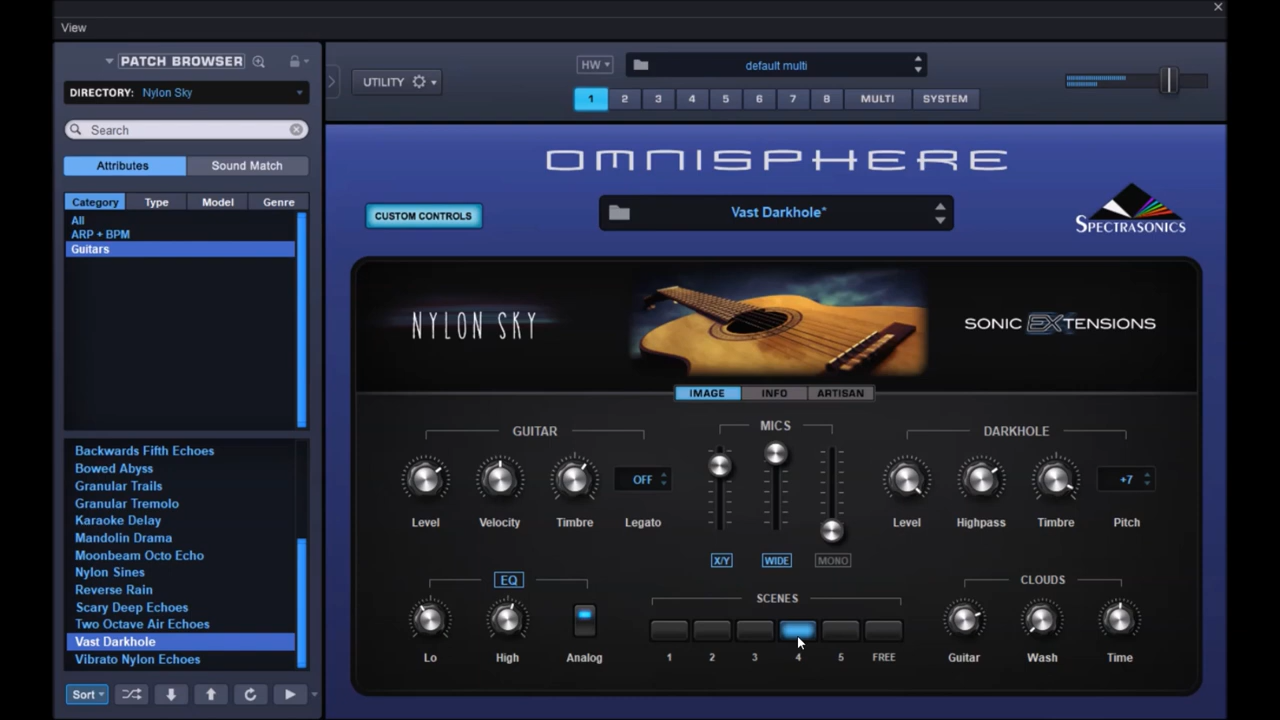 View
PATCH BROWSER
DIRECTORY: Nylon Sky
Search
Attributes
Sound Match
Category
Type
Model
Genre
All
ARP + BPM
Guitars
Backwards Fifth Echoes
Bowed Abyss
Granular Trails
Granular Tremolo
Karaoke Delay
Mandolin Drama
Moonbeam Octo Echo
Nylon Sines
Reverse Rain
Scary Deep Echoes
Two Octave Air Echoes
Vast Darkhole
Vibrato Nylon Echoes
Sort
UTILITY
HW
default multi
1 2 3 4 5 6 7 8 MULTI SYSTEM
OMNISPHERE
CUSTOM CONTROLS
Vast Darkhole*
SPECTRASONICS
NYLON SKY
SONIC EXTENSIONS
IMAGE INFO ARTISAN
GUITAR
Level Velocity Timbre Legato
OFF
MICS
X/Y WIDE MONO
DARKHOLE
+7
Level Highpass Timbre Pitch
EQ
Lo High Analog
SCENES
1 2 3 4 5 FREE
CLOUDS
Guitar Wash Time